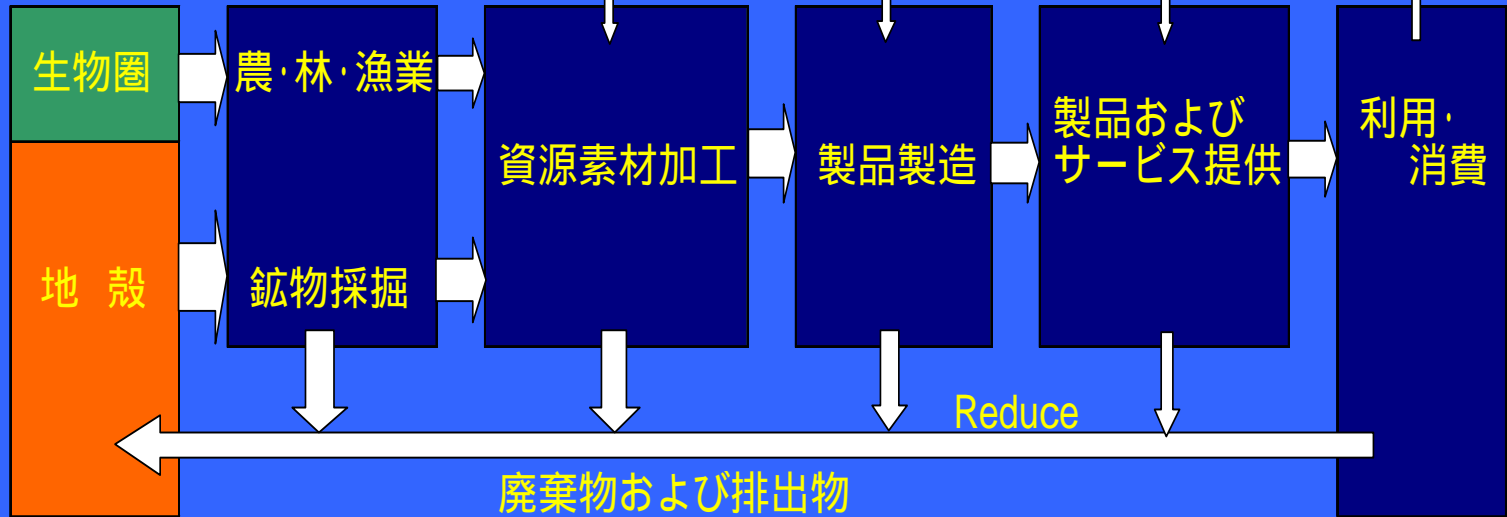 生物圏
地 殻
農・林・漁業
鉱物採掘
資源素材加工
製品製造
製品および
サービス提供
利用・
消費
Reduce
廃棄物および排出物